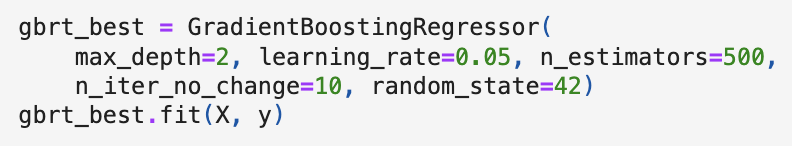 gbrt_best = GradientBoostingRegressor(
    max_depth=2, learning_rate=0.05, n_estimators=500,
    n_iter_no_change=10, random_state=42)
gbrt_best.fit(X, y)